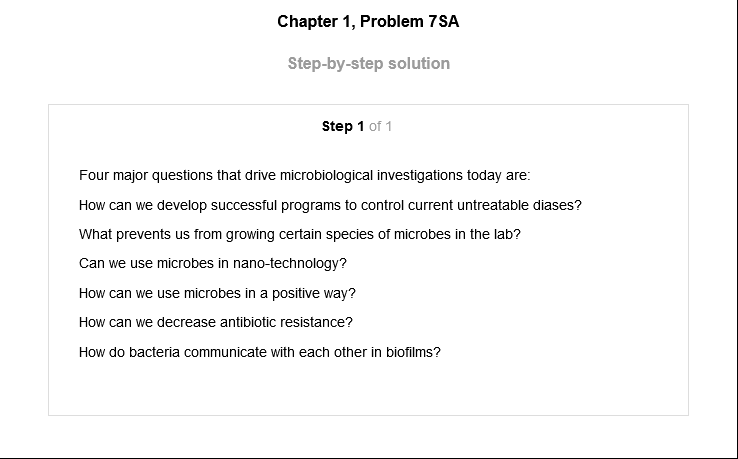 Chapter 1, Problem 7SA
Step-by-step solution
Step 1 of 1
Four major questions that drive microbiological investigations today are:
How can we develop successful programs to control current untreatable diases?
What prevents us from growing certain species of microbes in the lab?
Can we use microbes in nano-technology?
How can we use microbes in a positive way?
How can we decrease antibiotic resistance?
How do bacteria communicate with each other in biofilms?